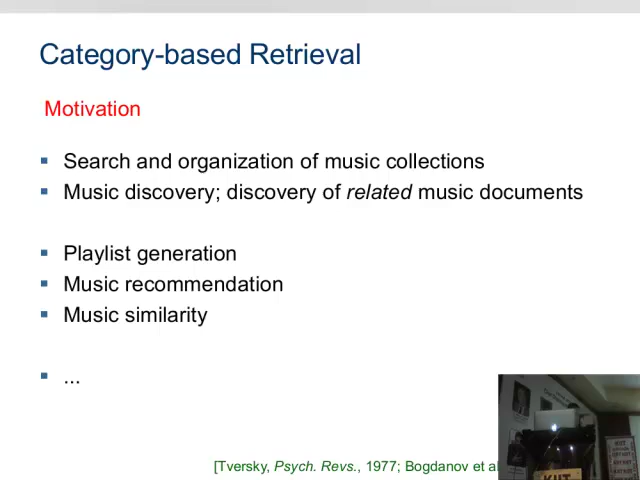 Category-based Retrieval
Motivation
▪ Search and organization of music collections
▪ Music discovery; discovery of related music documents
▪ Playlist generation
▪ Music recommendation
▪ Music similarity
▪ ...
[Tversky, Psych. Revs., 1977; Bogdanov et al
KIIT